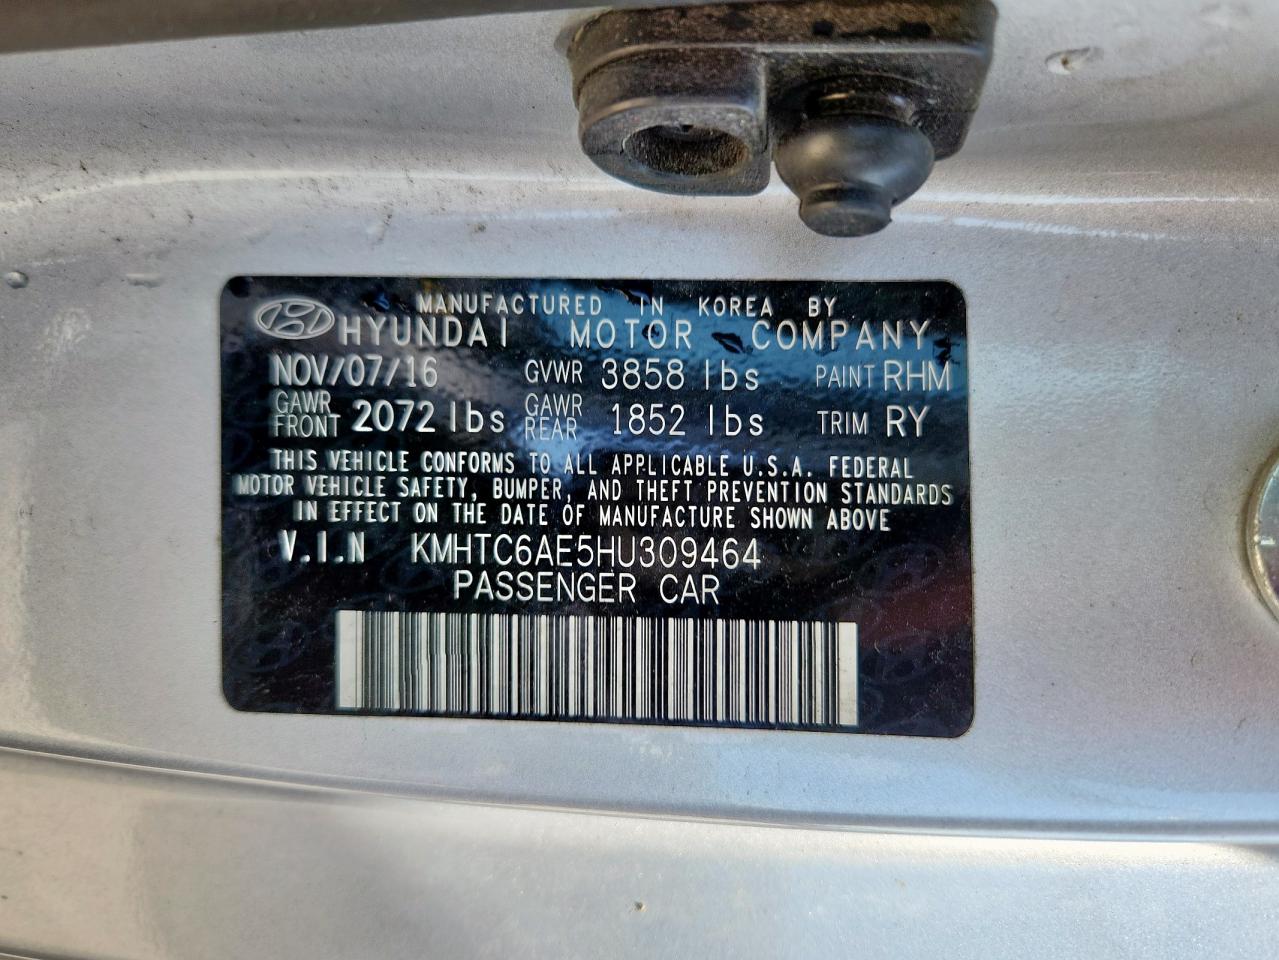 MANUFACTURED IN KOREA BY
HYUNDAI MOTOR COMPANY
NOV/07/16 GVWR 3858 lbs PAINT RHM
GAWR FRONT 2072 lbs GAWR REAR 1852 lbs TRIM RY
THIS VEHICLE CONFORMS TO ALL APPLICABLE U.S.A. FEDERAL
MOTOR VEHICLE SAFETY, BUMPER, AND THEFT PREVENTION STANDARDS
IN EFFECT ON THE DATE OF MANUFACTURE SHOWN ABOVE
V.I.N KMHTC6AE5HU309464
PASSENGER CAR